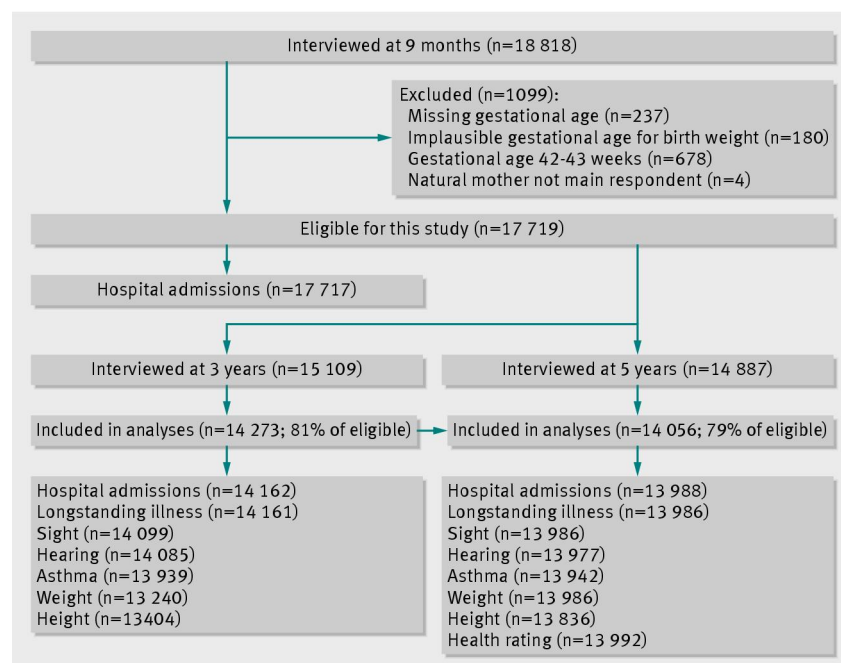 Interviewed at 9 months (n=18 818)
Excluded (n=1099):
Missing gestational age (n=237)
Implausible gestational age for birth weight (n=180)
Gestational age 42-43 weeks (n=678)
Natural mother not main respondent (n=4)
Eligible for this study (n=17 719)
Hospital admissions (n=17 717)
Interviewed at 3 years (n=15 109)
Interviewed at 5 years (n=14 887)
Included in analyses (n=14 273; 81% of eligible)
Included in analyses (n=14 056; 79% of eligible)
Hospital admissions (n=14 162)
Longstanding illness (n=14 161)
Sight (n=14 099)
Hearing (n=14 085)
Asthma (n=13 939)
Weight (n=13 240)
Height (n=13404)
Hospital admissions (n=13 988)
Longstanding illness (n=13 986)
Sight (n=13 986)
Hearing (n=13 977)
Asthma (n=13 942)
Weight (n=13 986)
Height (n=13 836)
Health rating (n=13 992)